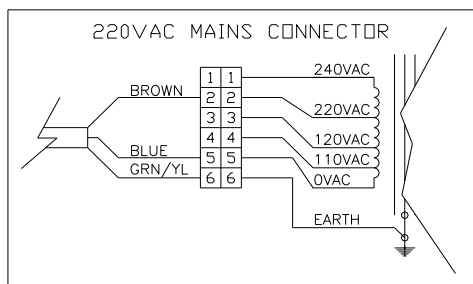 220VAC MAINS CONNECTOR
240VAC
1 1
BROWN
2 2
220VAC
3 3
120VAC
4 4
110VAC
BLUE
5 5
0VAC
GRN/YL
6 6
EARTH